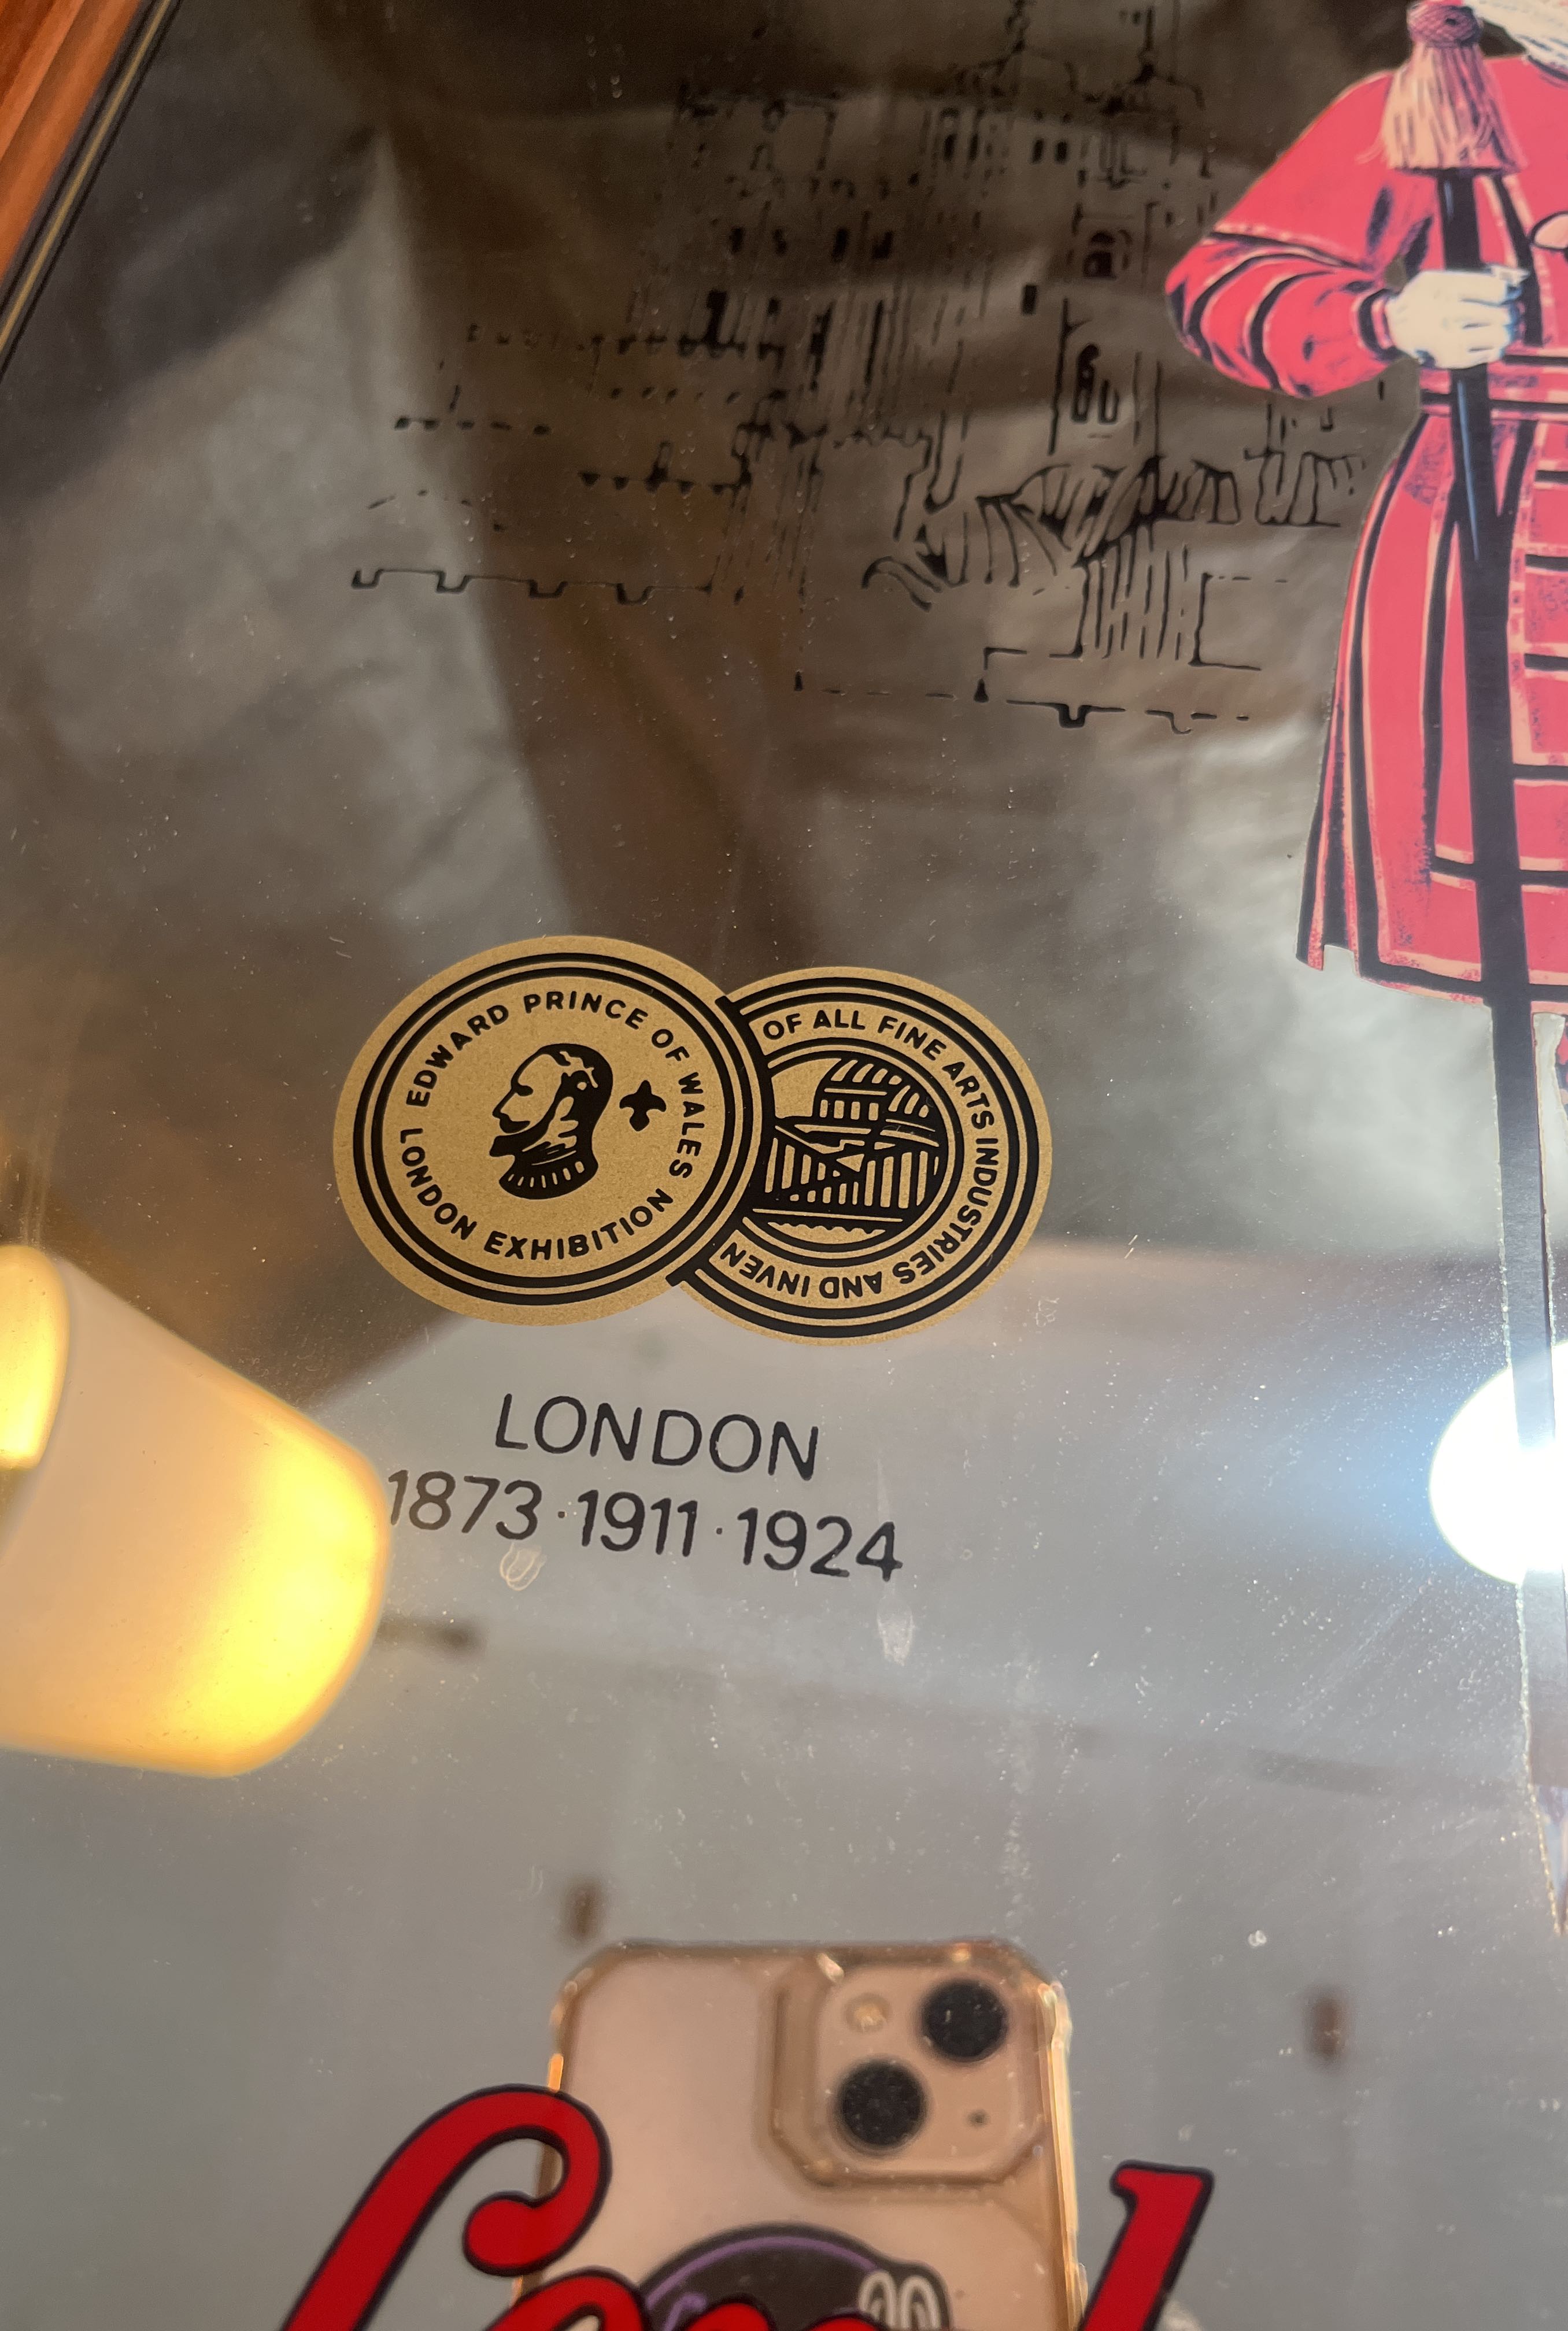 EDWARD PRINCE OF WALES
LONDON EXHIBITION
OF ALL FINE ARTS INDUSTRIES AND INVEN
LONDON
1873·1911·1924